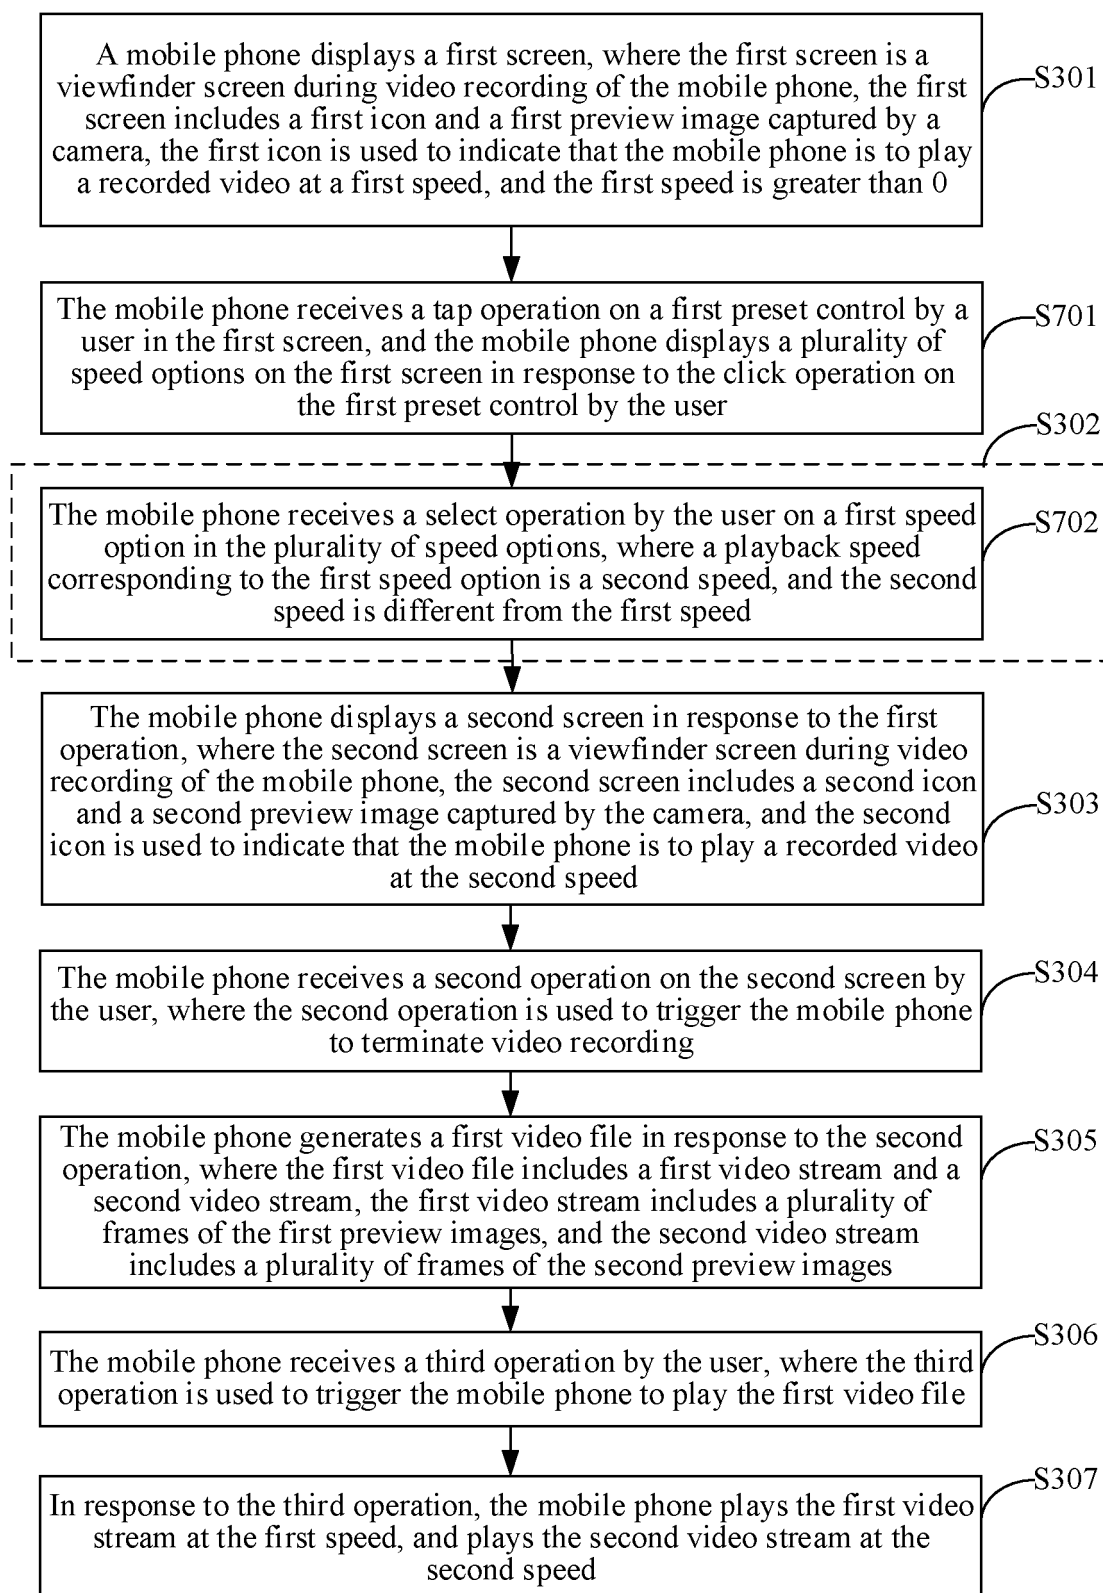 A mobile phone displays a first screen, where the first screen is a
viewfinder screen during video recording of the mobile phone, the first
screen includes a first icon and a first preview image captured by a
camera, the first icon is used to indicate that the mobile phone is to play
a recorded video at a first speed, and the first speed is greater than 0
S301
The mobile phone receives a tap operation on a first preset control by a
user in the first screen, and the mobile phone displays a plurality of
speed options on the first screen in response to the click operation on
the first preset control by the user
S701
S302
The mobile phone receives a select operation by the user on a first speed
option in the plurality of speed options, where a playback speed
corresponding to the first speed option is a second speed, and the second
speed is different from the first speed
S702
The mobile phone displays a second screen in response to the first
operation, where the second screen is a viewfinder screen during video
recording of the mobile phone, the second screen includes a second icon
and a second preview image captured by the camera, and the second
icon is used to indicate that the mobile phone is to play a recorded video
at the second speed
S303
The mobile phone receives a second operation on the second screen by
the user, where the second operation is used to trigger the mobile phone
to terminate video recording
S304
The mobile phone generates a first video file in response to the second
operation, where the first video file includes a first video stream and a
second video stream, the first video stream includes a plurality of
frames of the first preview images, and the second video stream
includes a plurality of frames of the second preview images
S305
The mobile phone receives a third operation by the user, where the third
operation is used to trigger the mobile phone to play the first video file
S306
In response to the third operation, the mobile phone plays the first video
stream at the first speed, and plays the second video stream at the
second speed
S307